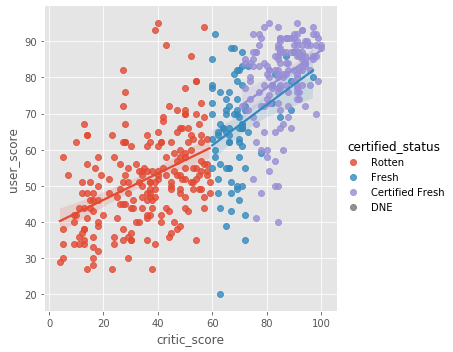 90
80
70
60
50
40
30
20
user_score
0
20
40
60
80
100
critic_score
certified_status
Rotten
Fresh
Certified Fresh
DNE